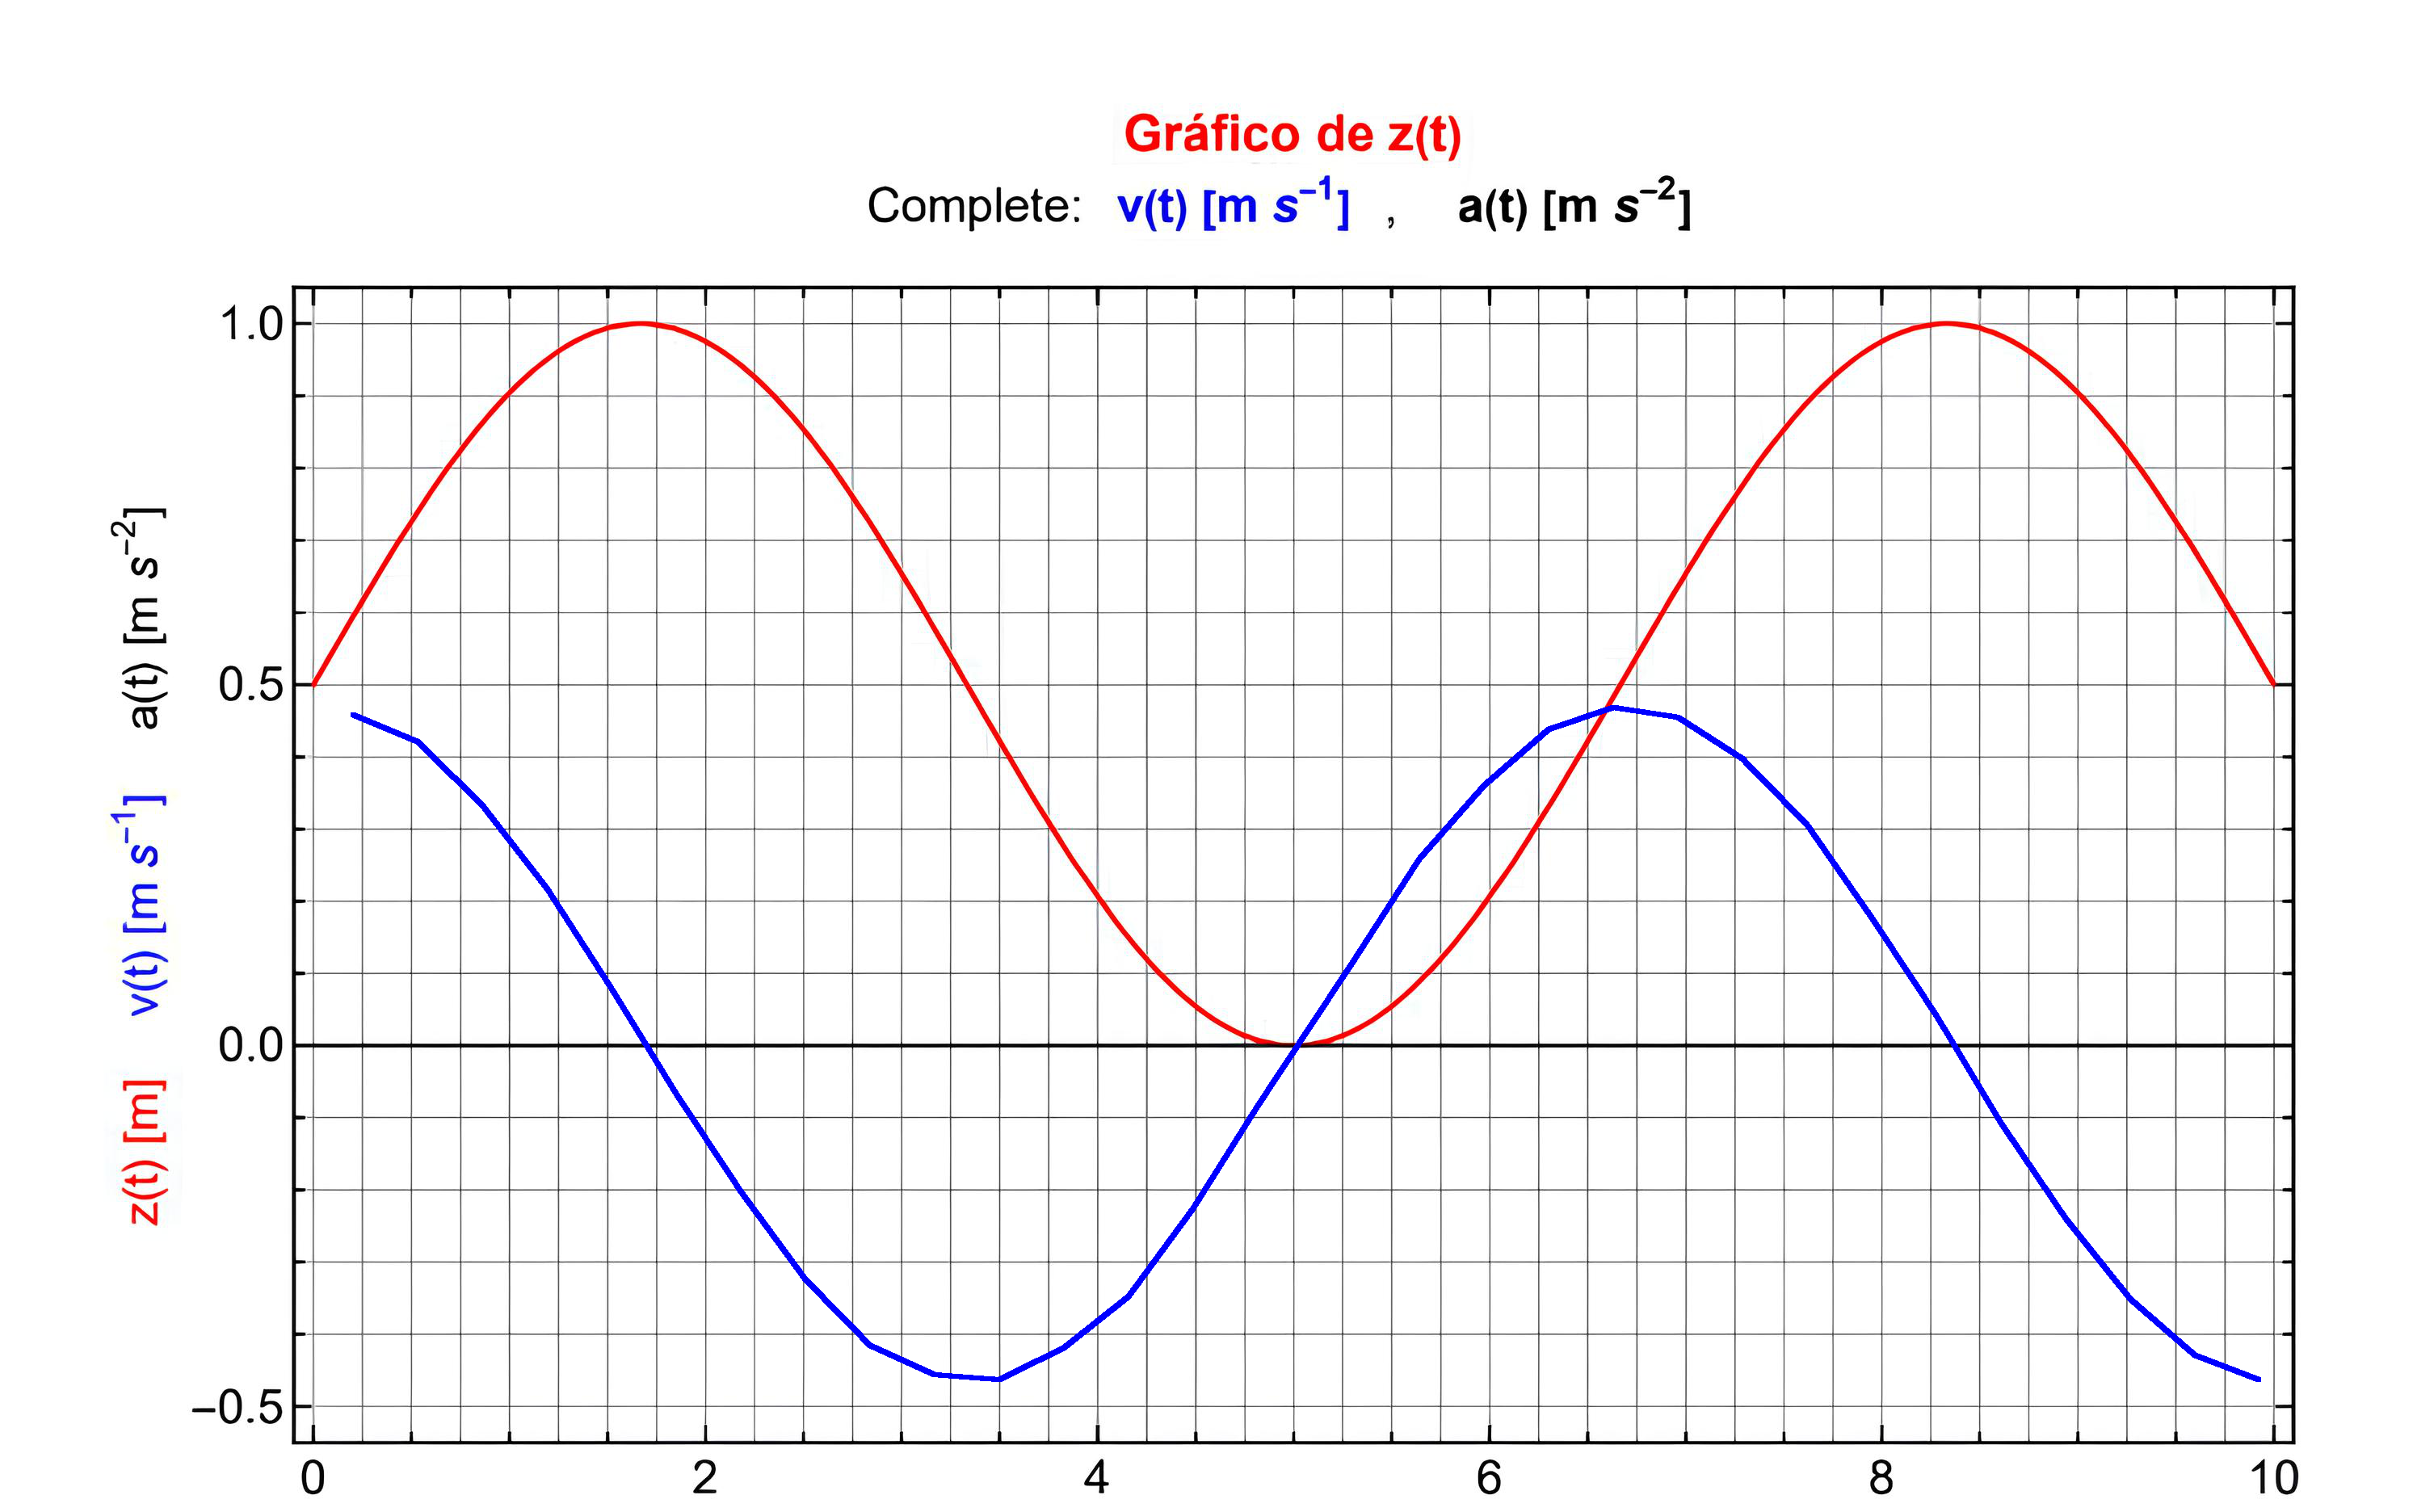 Gráfico de z(t)
Complete: v(t) [m s⁻¹] , a(t) [m s⁻²]
z(t) [m] v(t) [m s⁻¹] a(t) [m s⁻²]
1.0
0.5
0.0
−0.5
0 2 4 6 8 10